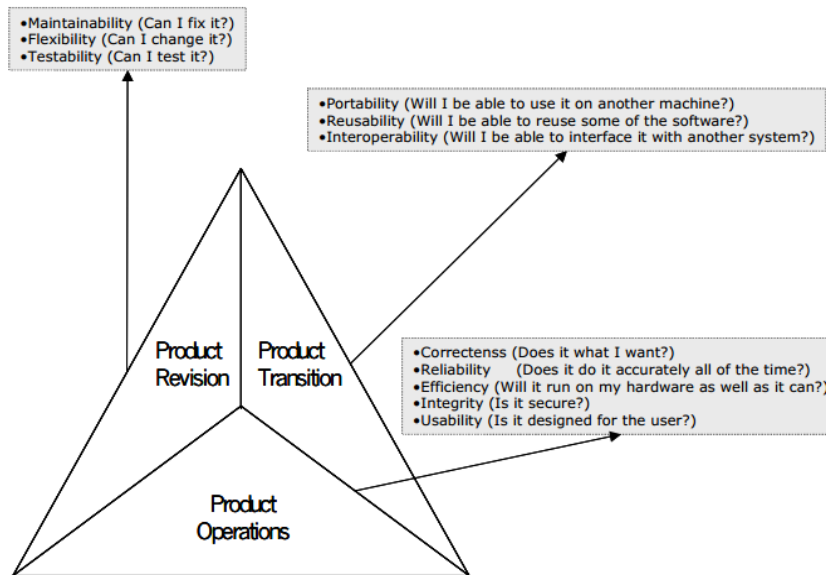 •Maintainability (Can I fix it?)
•Flexibility (Can I change it?)
•Testability (Can I test it?)
•Portability (Will I be able to use it on another machine?)
•Reusability (Will I be able to reuse some of the software?)
•Interoperability (Will I be able to interface it with another system?)
Product
Revision
Product
Transition
•Correctenss (Does it what I want?)
•Reliability (Does it do it accurately all of the time?)
•Efficiency (Will it run on my hardware as well as it can?)
•Integrity (Is it secure?)
•Usability (Is it designed for the user?)
Product
Operations